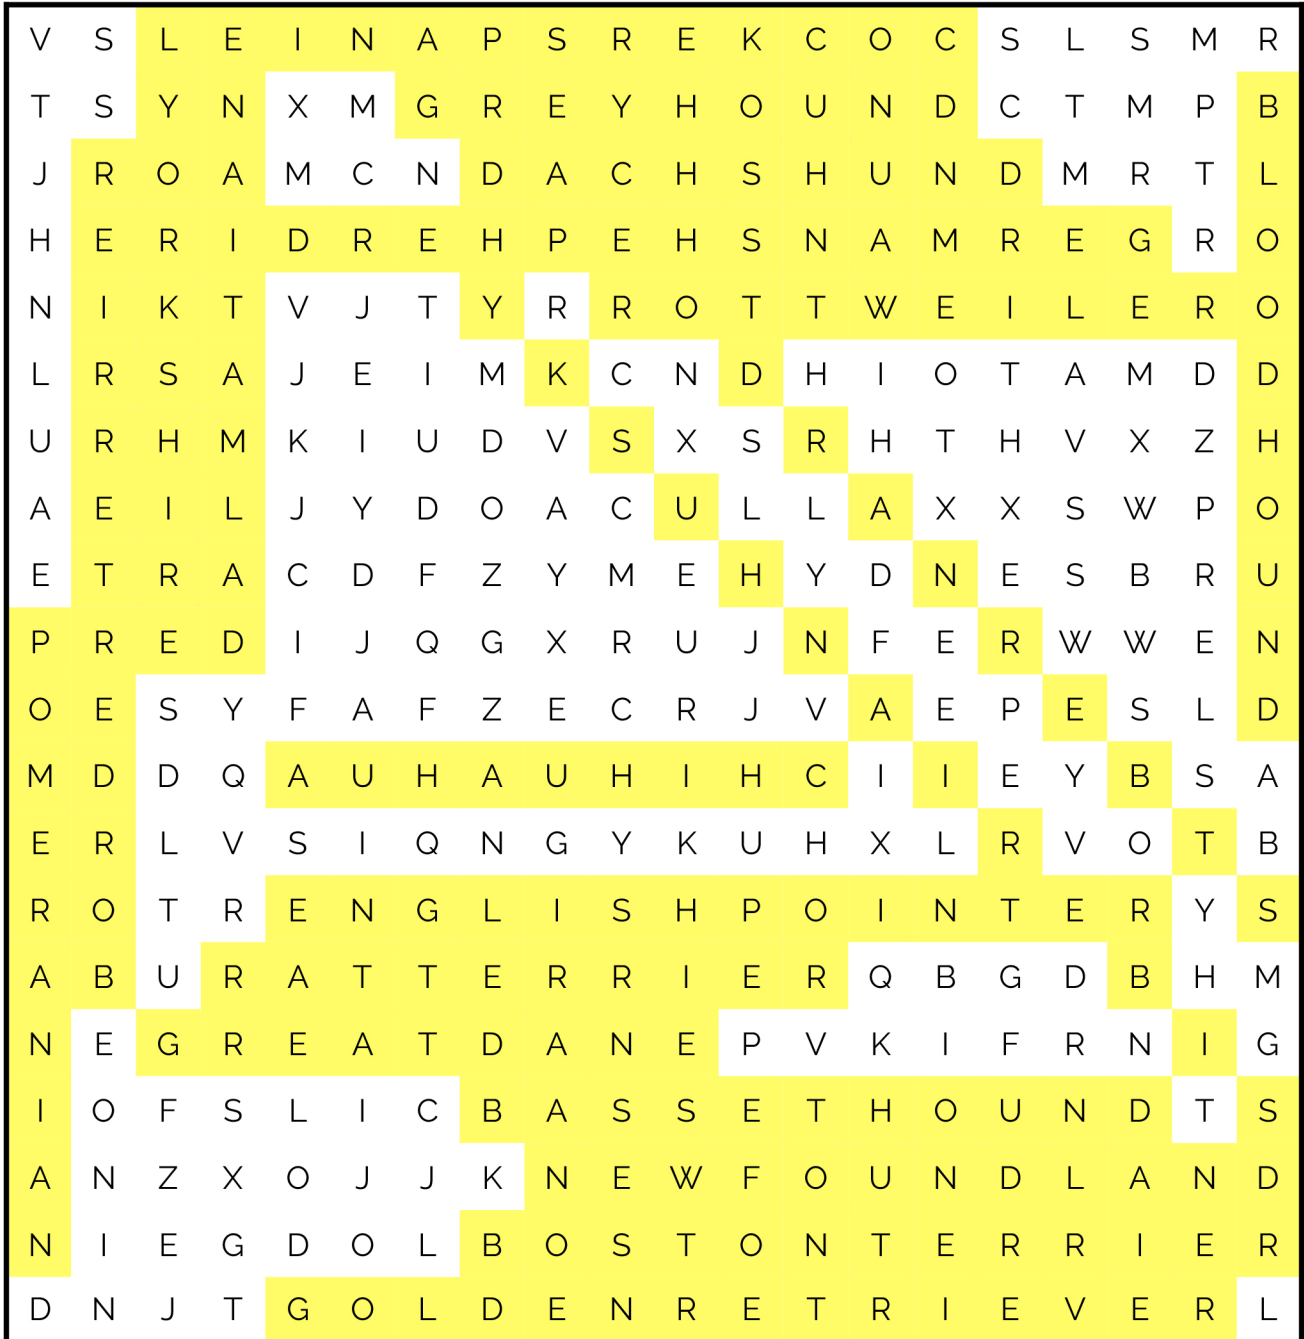 V S L E I N A P S R E K C O C S L S M R
T S Y N X M G R E Y H O U N D C T M P B
J R O A M C N D A C H S H U N D M R T L
H E R I D R E H P E H S N A M R E G R O
N I K T V J T Y R R O T T W E I L E R O
L R S A J E I M K C N D H I O T A M D D
U R H M K I U D V S X S R H T H V X Z H
A E I L J Y D O A C U L L A X X S W P O
E T R A C D F Z Y M E H Y D N E S B R U
P R E D I J Q G X R U J N F E R W W E N
O E S Y F A F Z E C R J V A E P E S L D
M D D Q A U H A U H I H C I I E Y B S A
E R L V S I Q N G Y K U H X L R V O T B
R O T R E N G L I S H P O I N T E R Y S
A B U R A T T E R R I E R Q B G D B H M
N E G R E A T D A N E P V K I F R N I G
I O F S L I C B A S S E T H O U N D T S
A N Z X O J J K N E W F O U N D L A N D
N I E G D O L B O S T O N T E R R I E R
D N J T G O L D E N R E T R I E V E R L